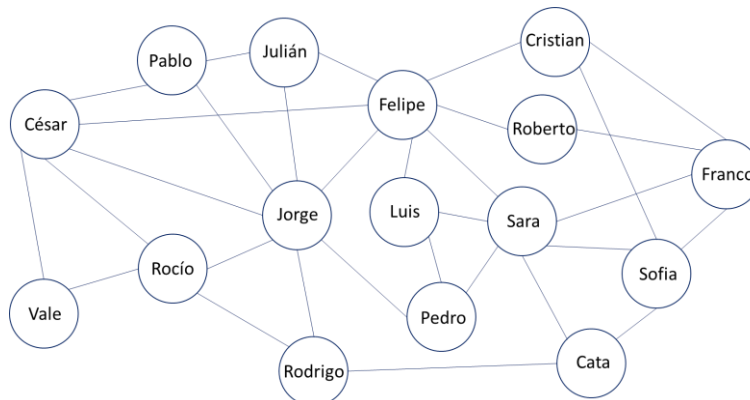 Cristian
Pablo
Julián
Felipe
César
Roberto
Franco
Jorge
Luis
Sara
Rocío
Sofia
Vale
Pedro
Rodrigo
Cata